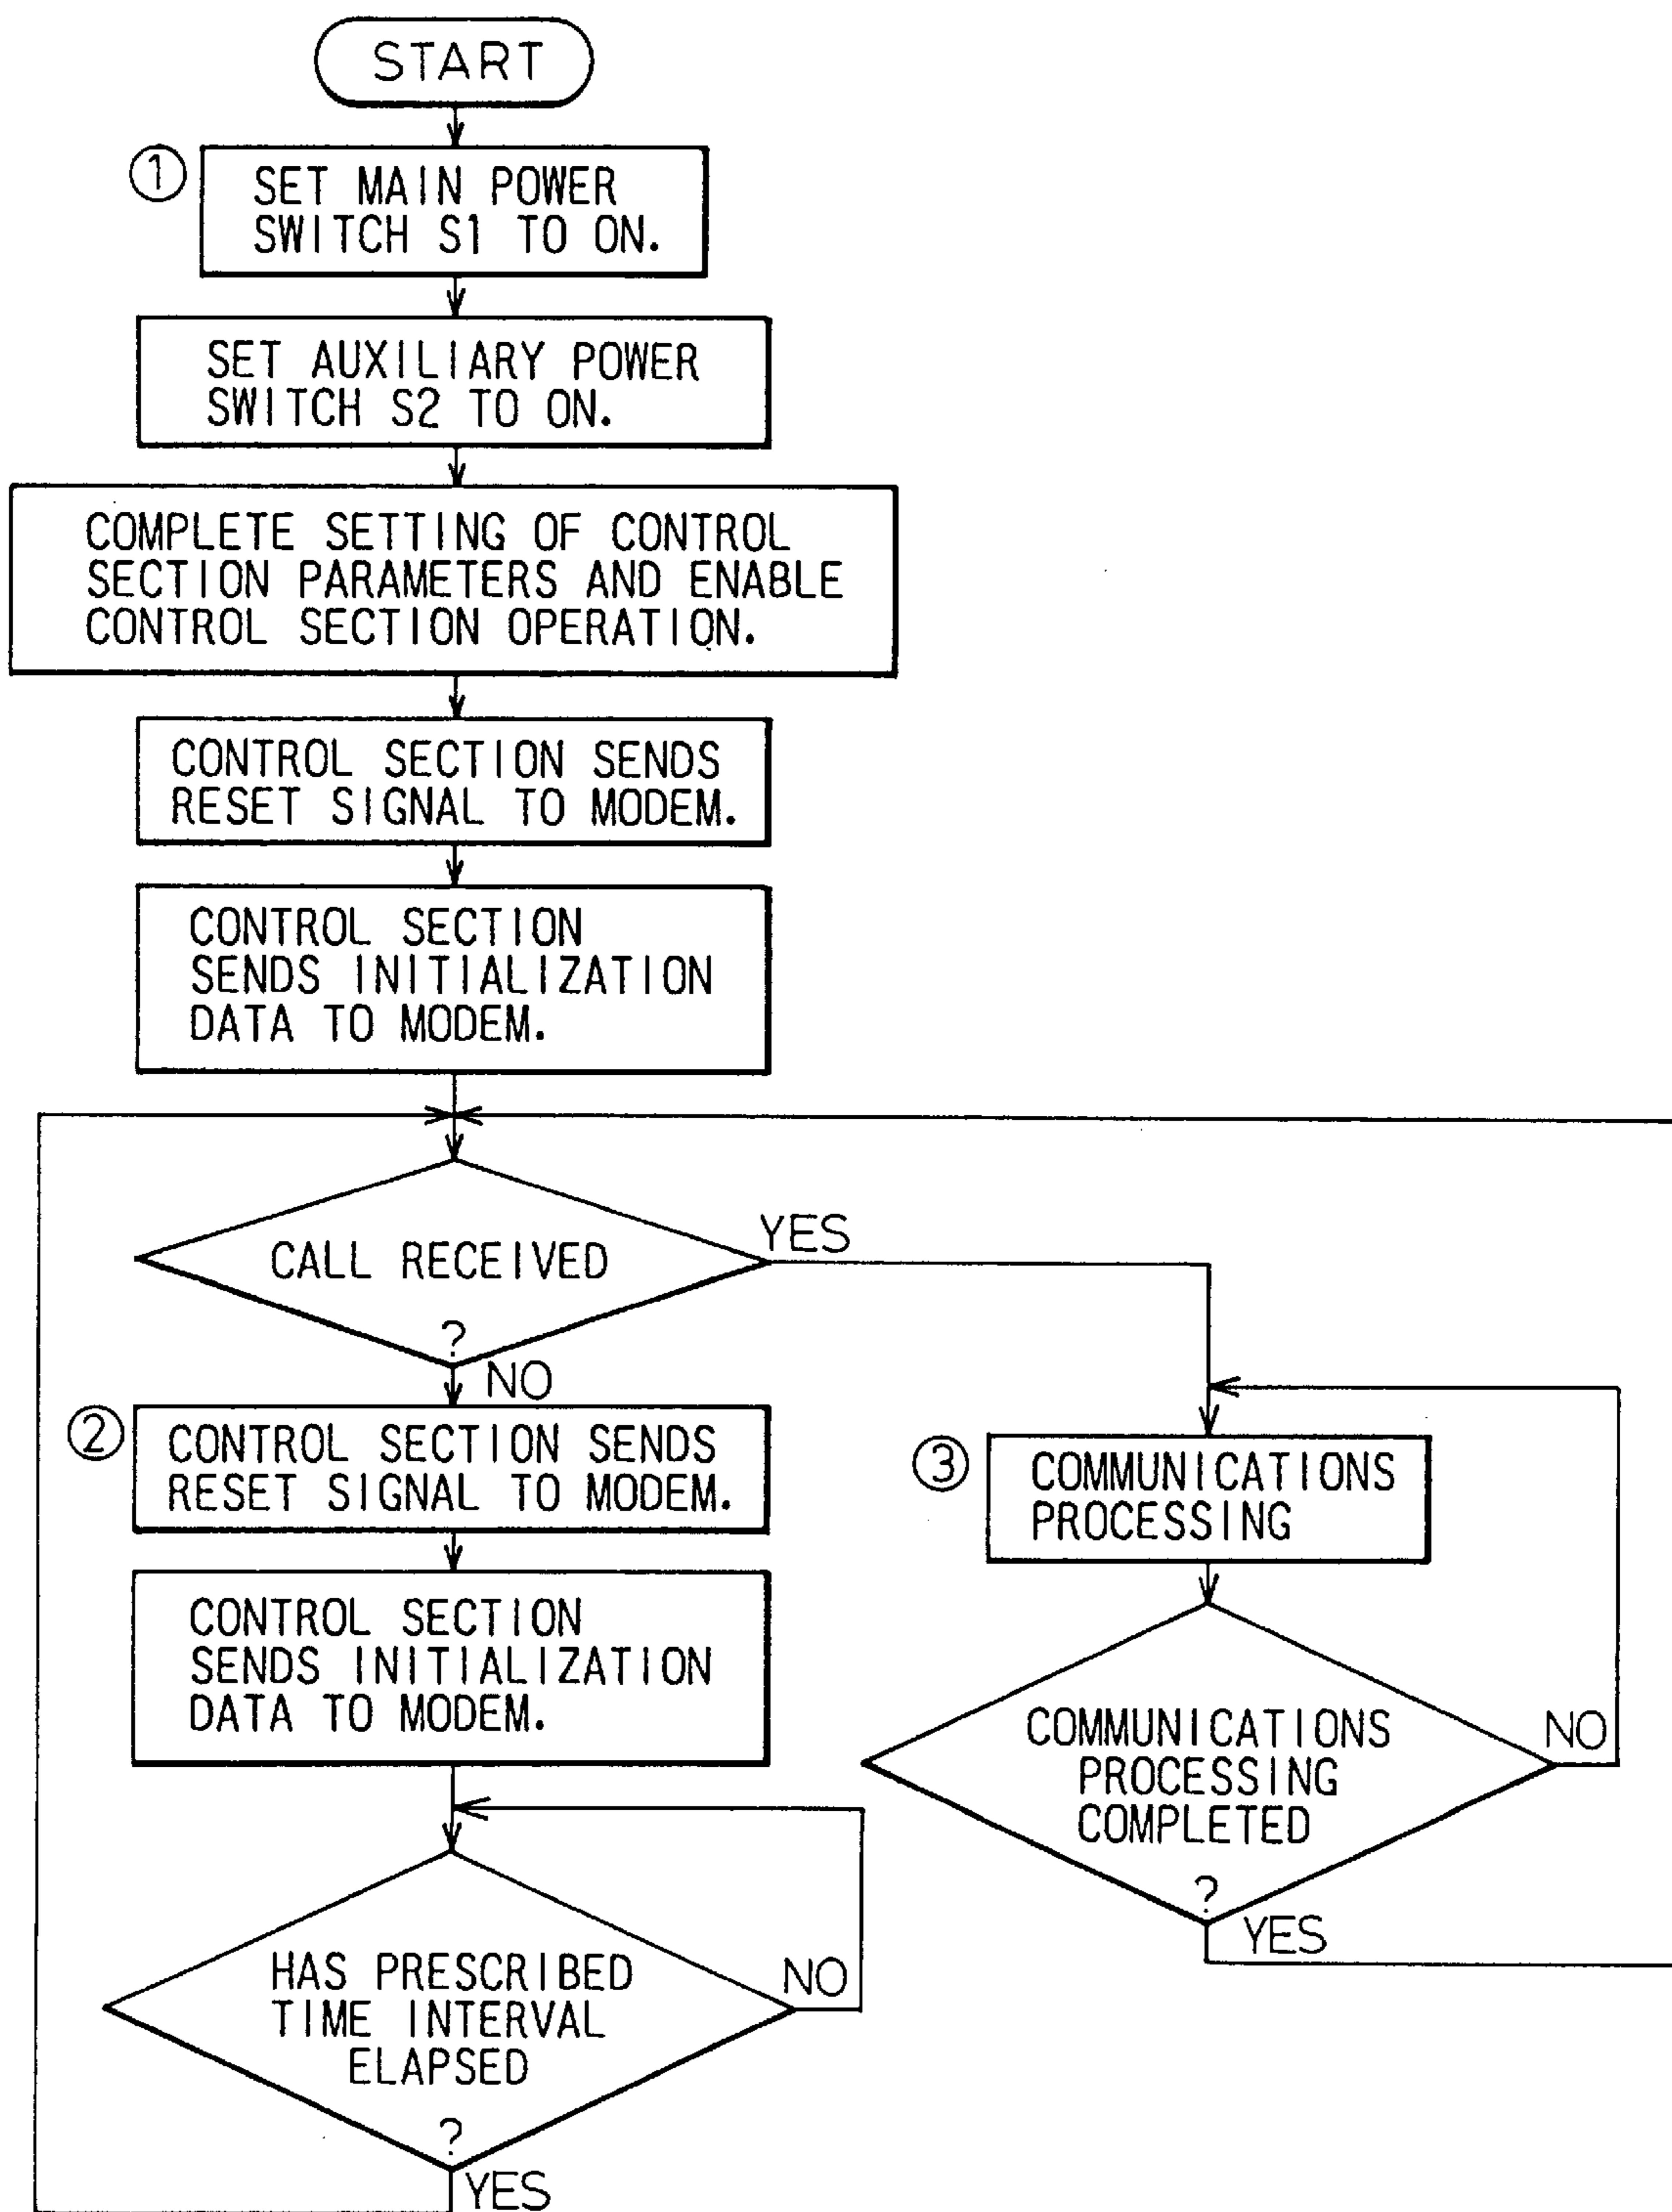 START
①
SET MAIN POWER
SWITCH S1 TO ON.
SET AUXILIARY POWER
SWITCH S2 TO ON.
COMPLETE SETTING OF CONTROL
SECTION PARAMETERS AND ENABLE
CONTROL SECTION OPERATION.
CONTROL SECTION SENDS
RESET SIGNAL TO MODEM.
CONTROL SECTION
SENDS INITIALIZATION
DATA TO MODEM.
CALL RECEIVED
?
YES
NO
②
CONTROL SECTION SENDS
RESET SIGNAL TO MODEM.
CONTROL SECTION
SENDS INITIALIZATION
DATA TO MODEM.
HAS PRESCRIBED
TIME INTERVAL
ELAPSED
?
NO
YES
③
COMMUNICATIONS
PROCESSING
COMMUNICATIONS
PROCESSING
COMPLETED
?
NO
YES